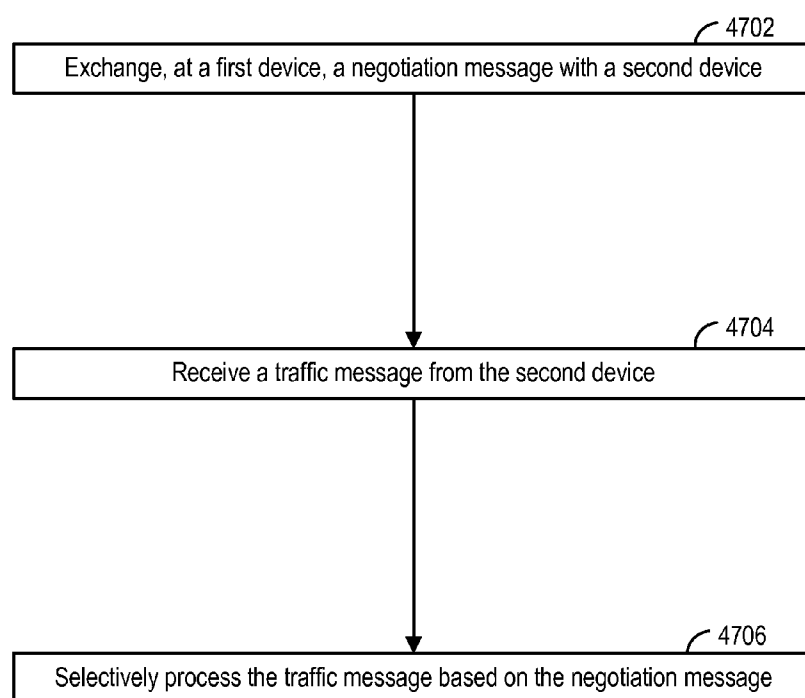 4702
Exchange, at a first device, a negotiation message with a second device
4704
Receive a traffic message from the second device
4706
Selectively process the traffic message based on the negotiation message